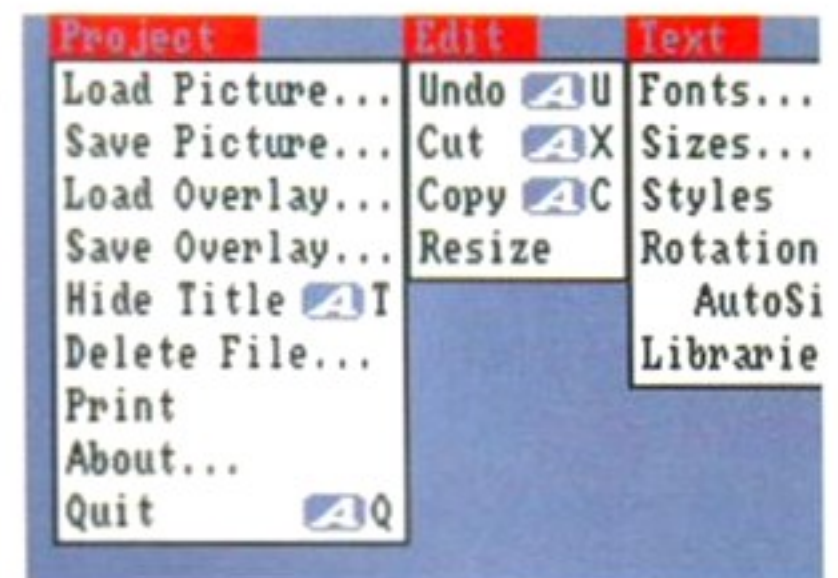 Project
Load Picture...
Save Picture...
Load Overlay...
Save Overlay...
Hide Title A T
Delete File...
Print
About...
Quit A Q
Edit
Undo A U
Cut A X
Copy A C
Resize
Text
Fonts...
Sizes...
Styles
Rotation
AutoSi
Librarie